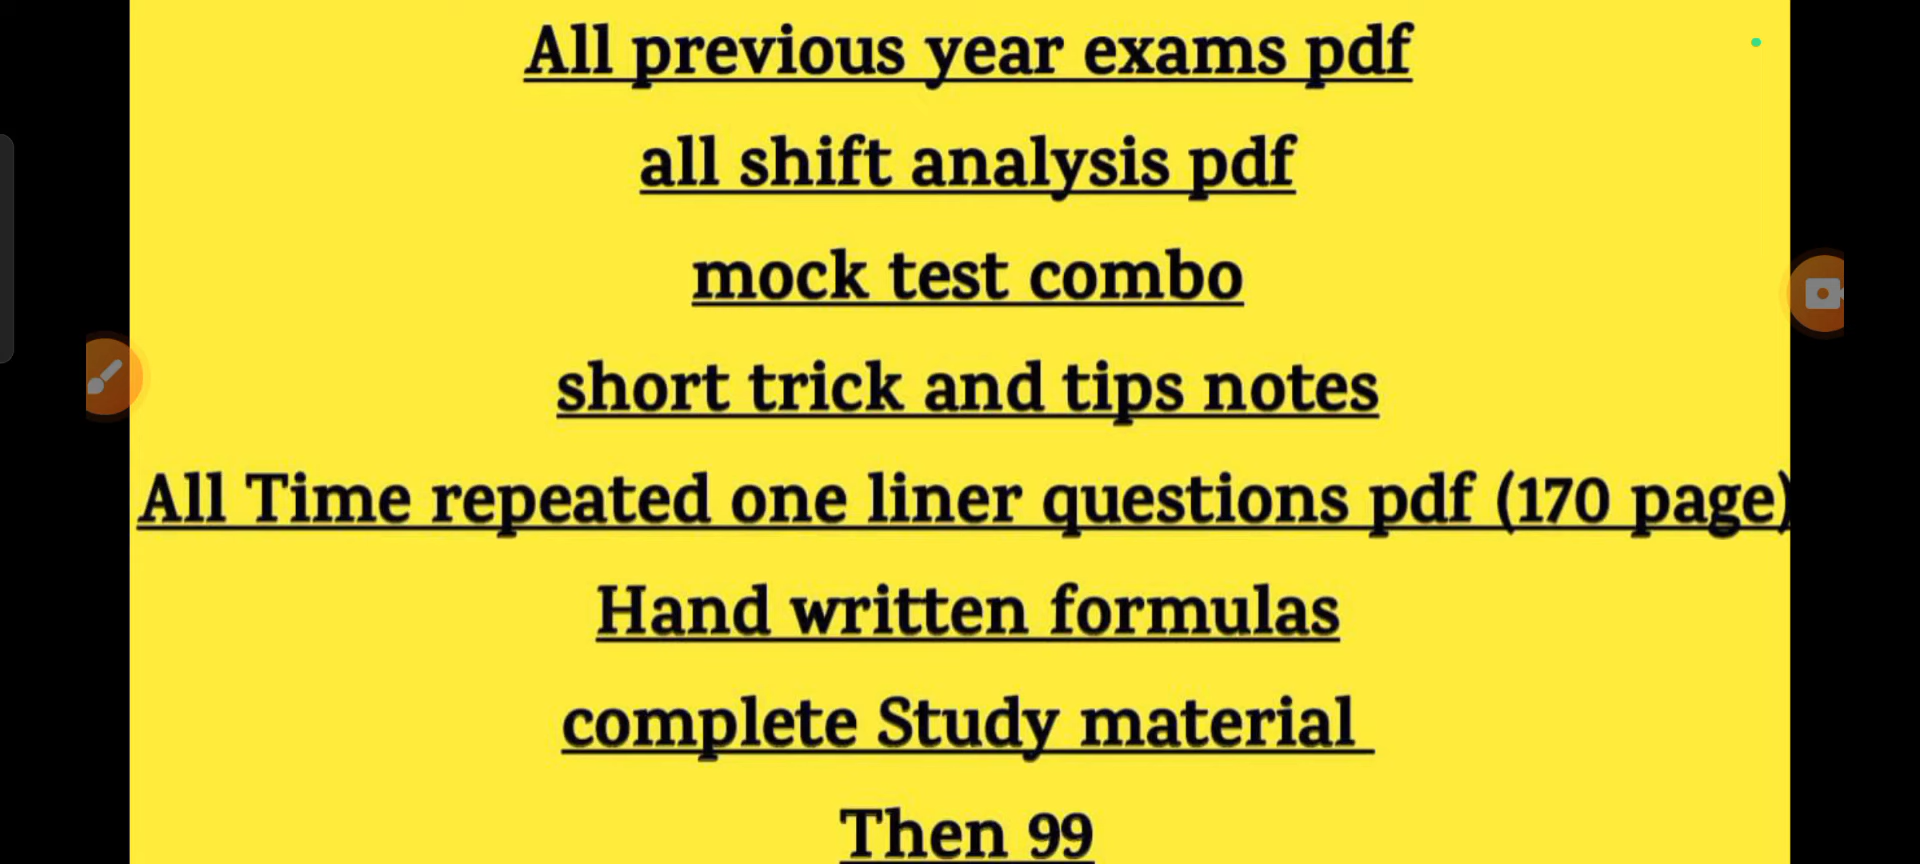 All previous year exams pdf
all shift analysis pdf
mock test combo
short trick and tips notes
All Time repeated one liner questions pdf (170 page)
Hand written formulas
complete Study material
Then 99